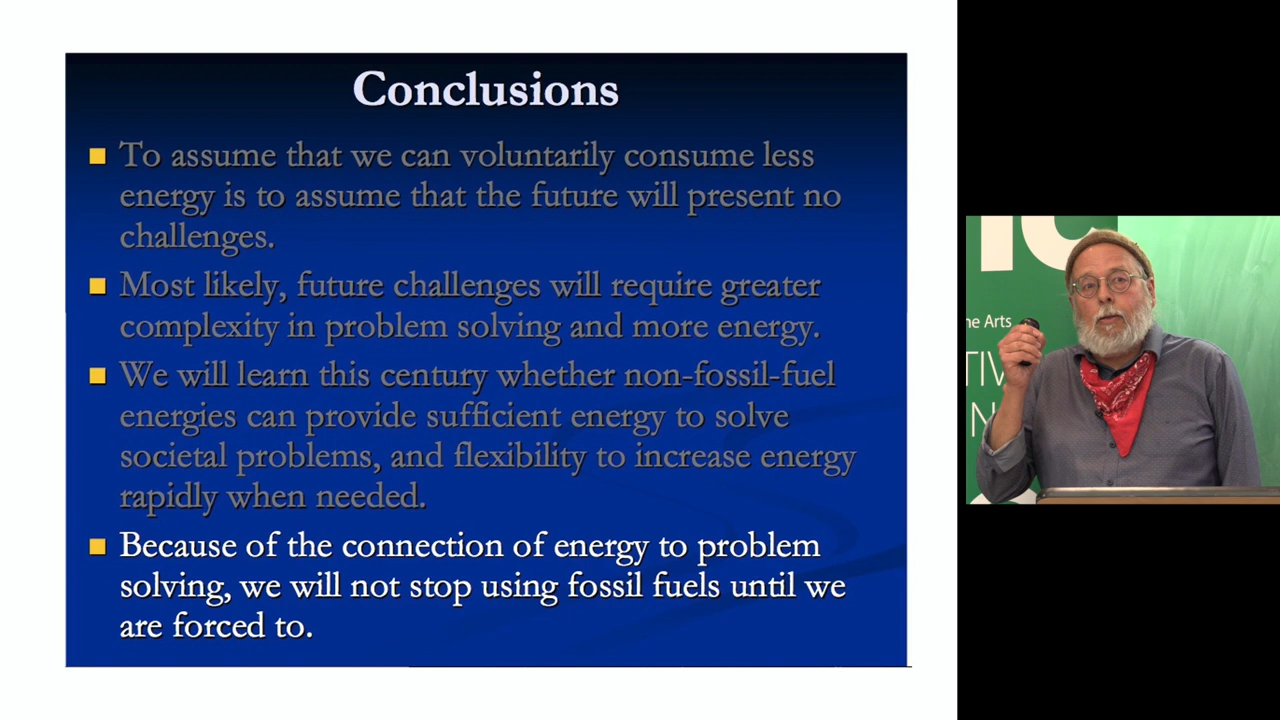 Conclusions
To assume that we can voluntarily consume less
energy is to assume that the future will present no
challenges.
Most likely, future challenges will require greater
complexity in problem solving and more energy.
We will learn this century whether non-fossil-fuel
energies can provide sufficient energy to solve
societal problems, and flexibility to increase energy
rapidly when needed.
Because of the connection of energy to problem
solving, we will not stop using fossil fuels until we
are forced to.
ne Arts
TIV
N